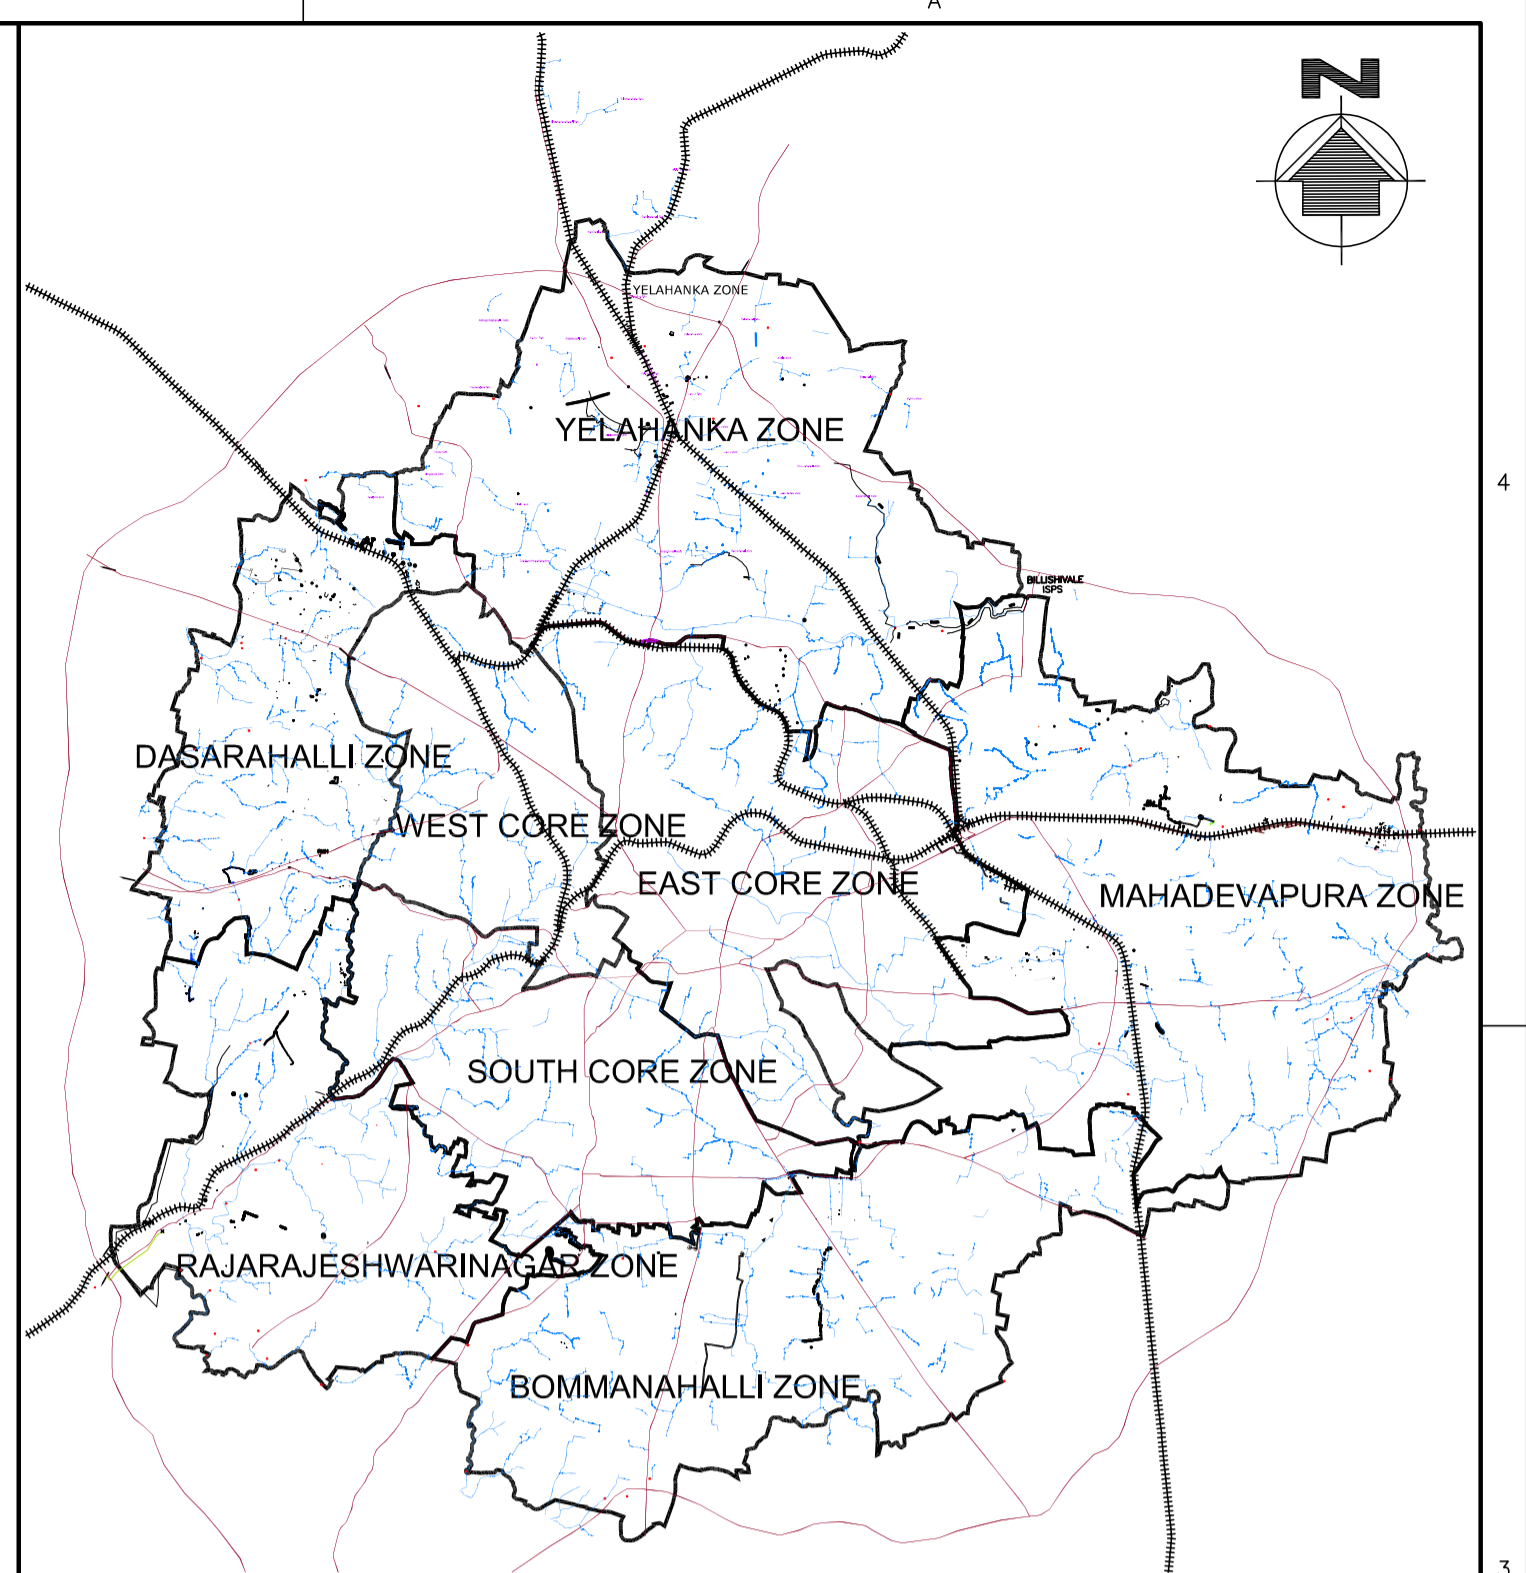 A
N
YELAHANKA ZONE
YELAHANKA ZONE
4
BILLISHIVALE
ISPS
DASARAHALLI ZONE
WEST CORE ZONE
EAST CORE ZONE
MAHADEVAPURA ZONE
SOUTH CORE ZONE
RAJARAJESHWARINAGAR ZONE
BOMMANAHALLI ZONE
3